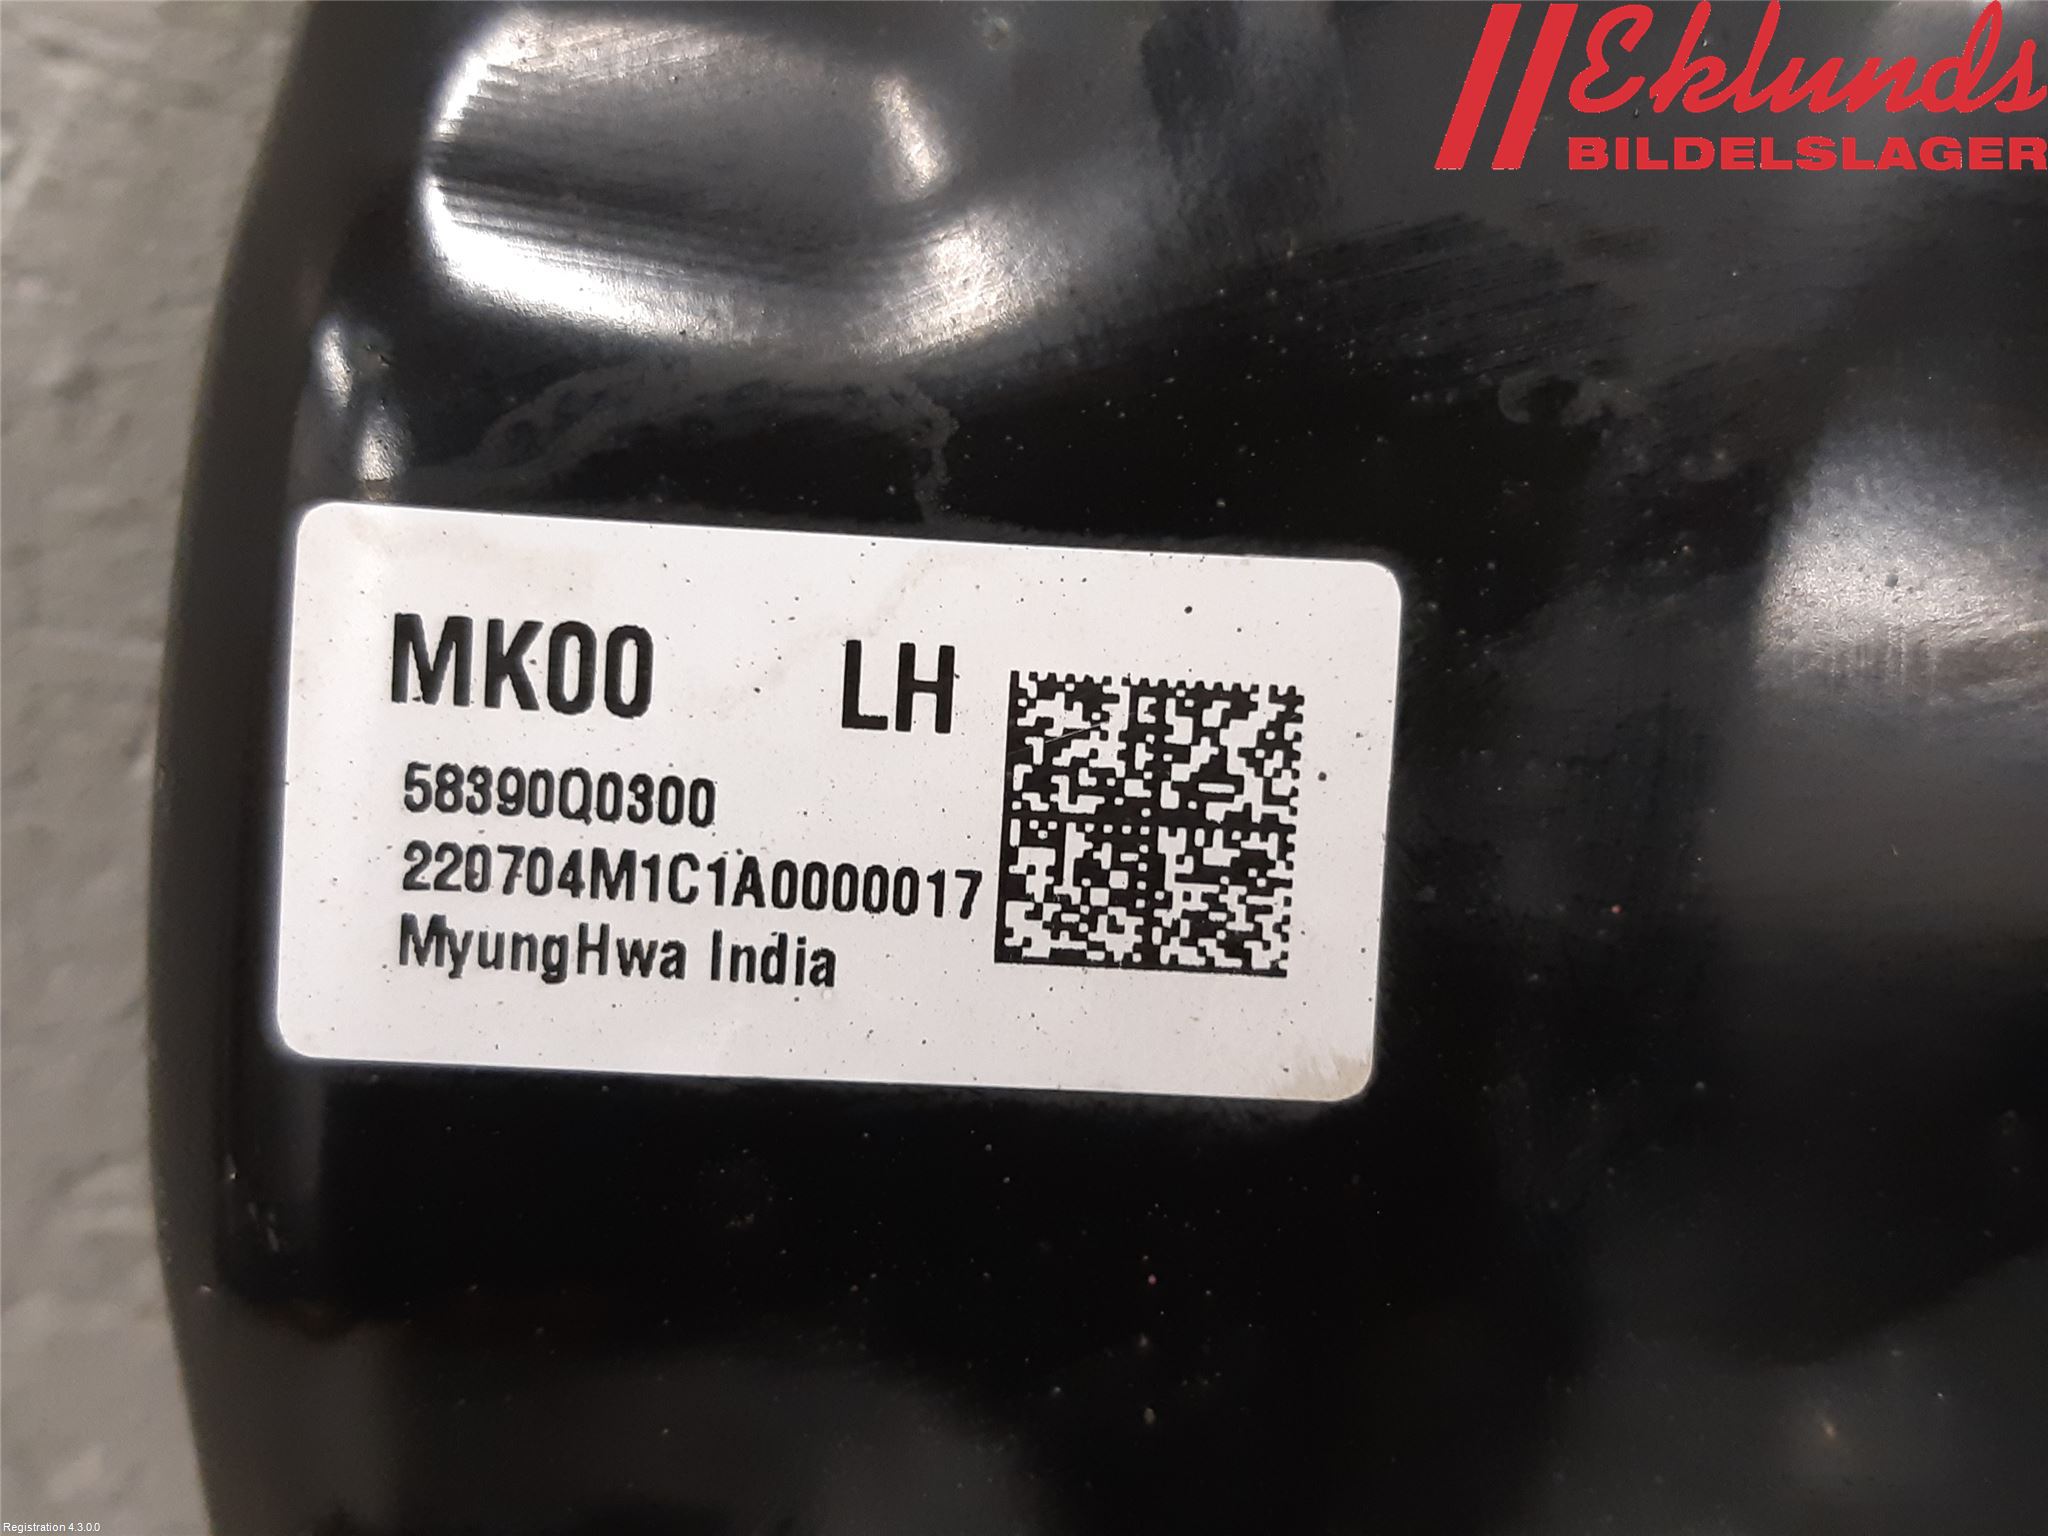 Eklunds
BILDELSLAGER
MK00 LH
58390Q0300
220704M1C1A0000017
MyungHwa India
Registration 4.3.0.0